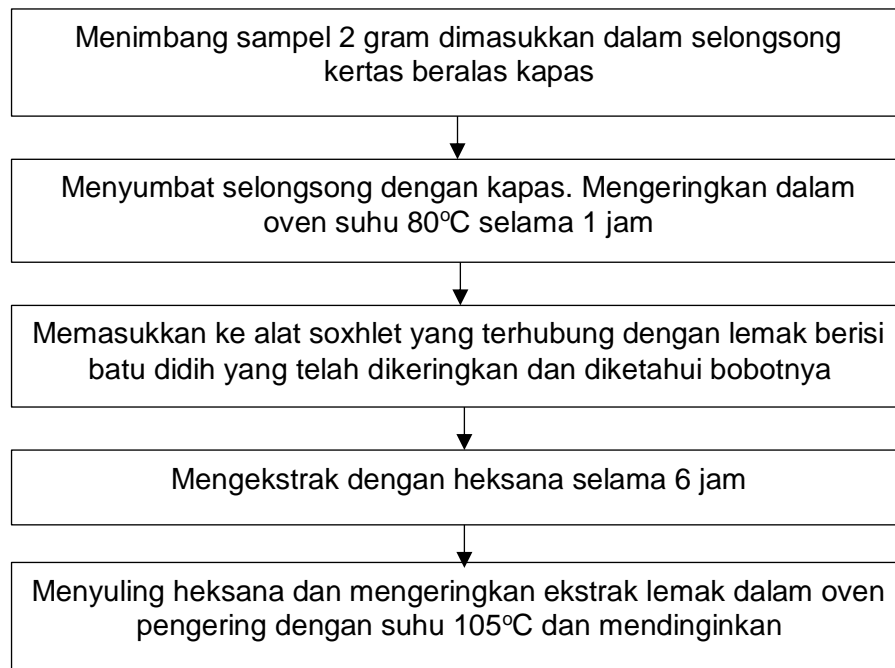 Menimbang sampel 2 gram dimasukkan dalam selongsong
kertas beralas kapas
Menyumbat selongsong dengan kapas. Mengeringkan dalam
oven suhu 80°C selama 1 jam
Memasukkan ke alat soxhlet yang terhubung dengan lemak berisi
batu didih yang telah dikeringkan dan diketahui bobotnya
Mengekstrak dengan heksana selama 6 jam
Menyuling heksana dan mengeringkan ekstrak lemak dalam oven
pengering dengan suhu 105°C dan mendinginkan